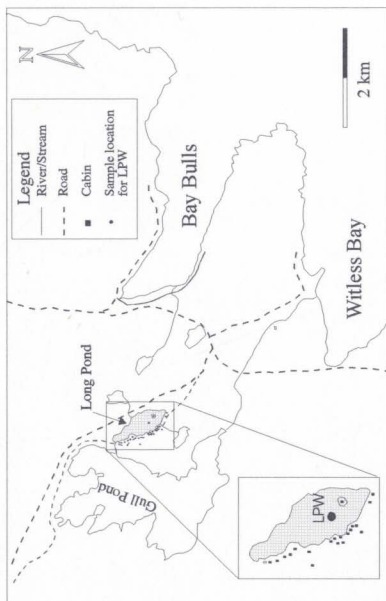 N
Legend
River/Stream
Road
Cabin
Sample location
for LPW
Bay Bulls
Long Pond
Gull Pond
Witless Bay
2 km
LPW